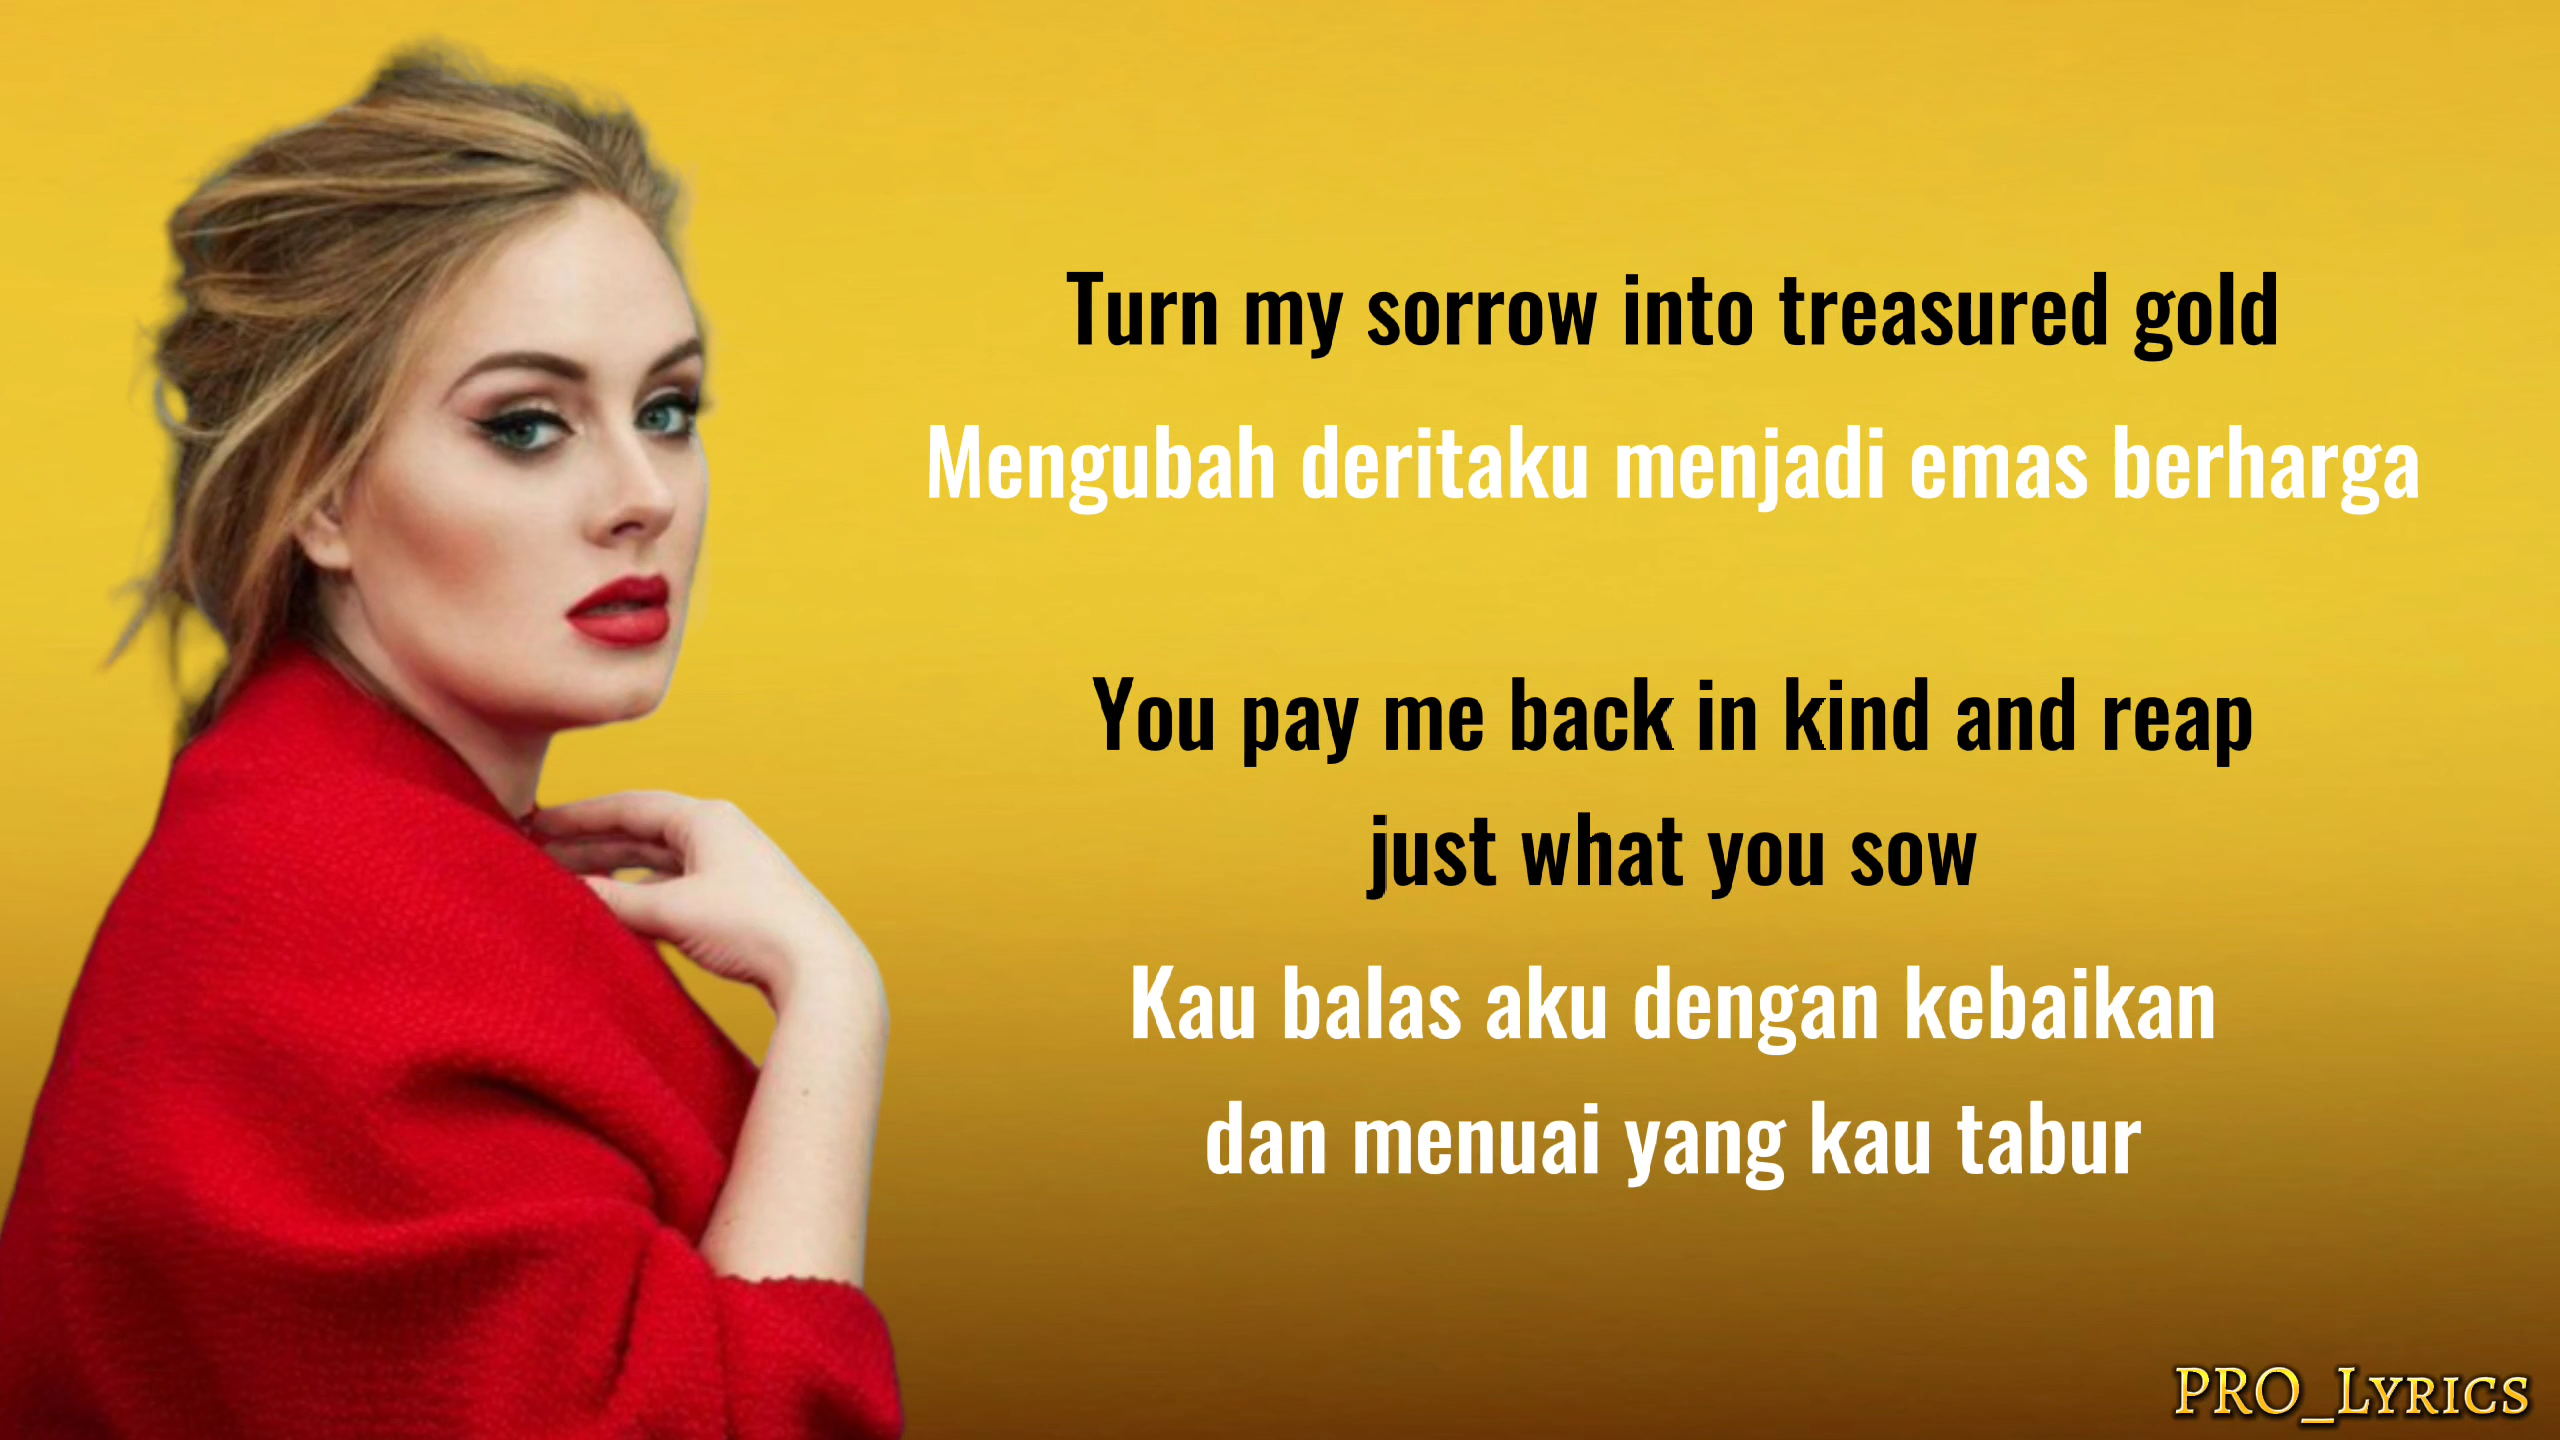 Turn my sorrow into treasured gold
Mengubah deritaku menjadi emas berharga
You pay me back in kind and reap
just what you sow
Kau balas aku dengan kebaikan
dan menuai yang kau tabur
PRO_Lyrics